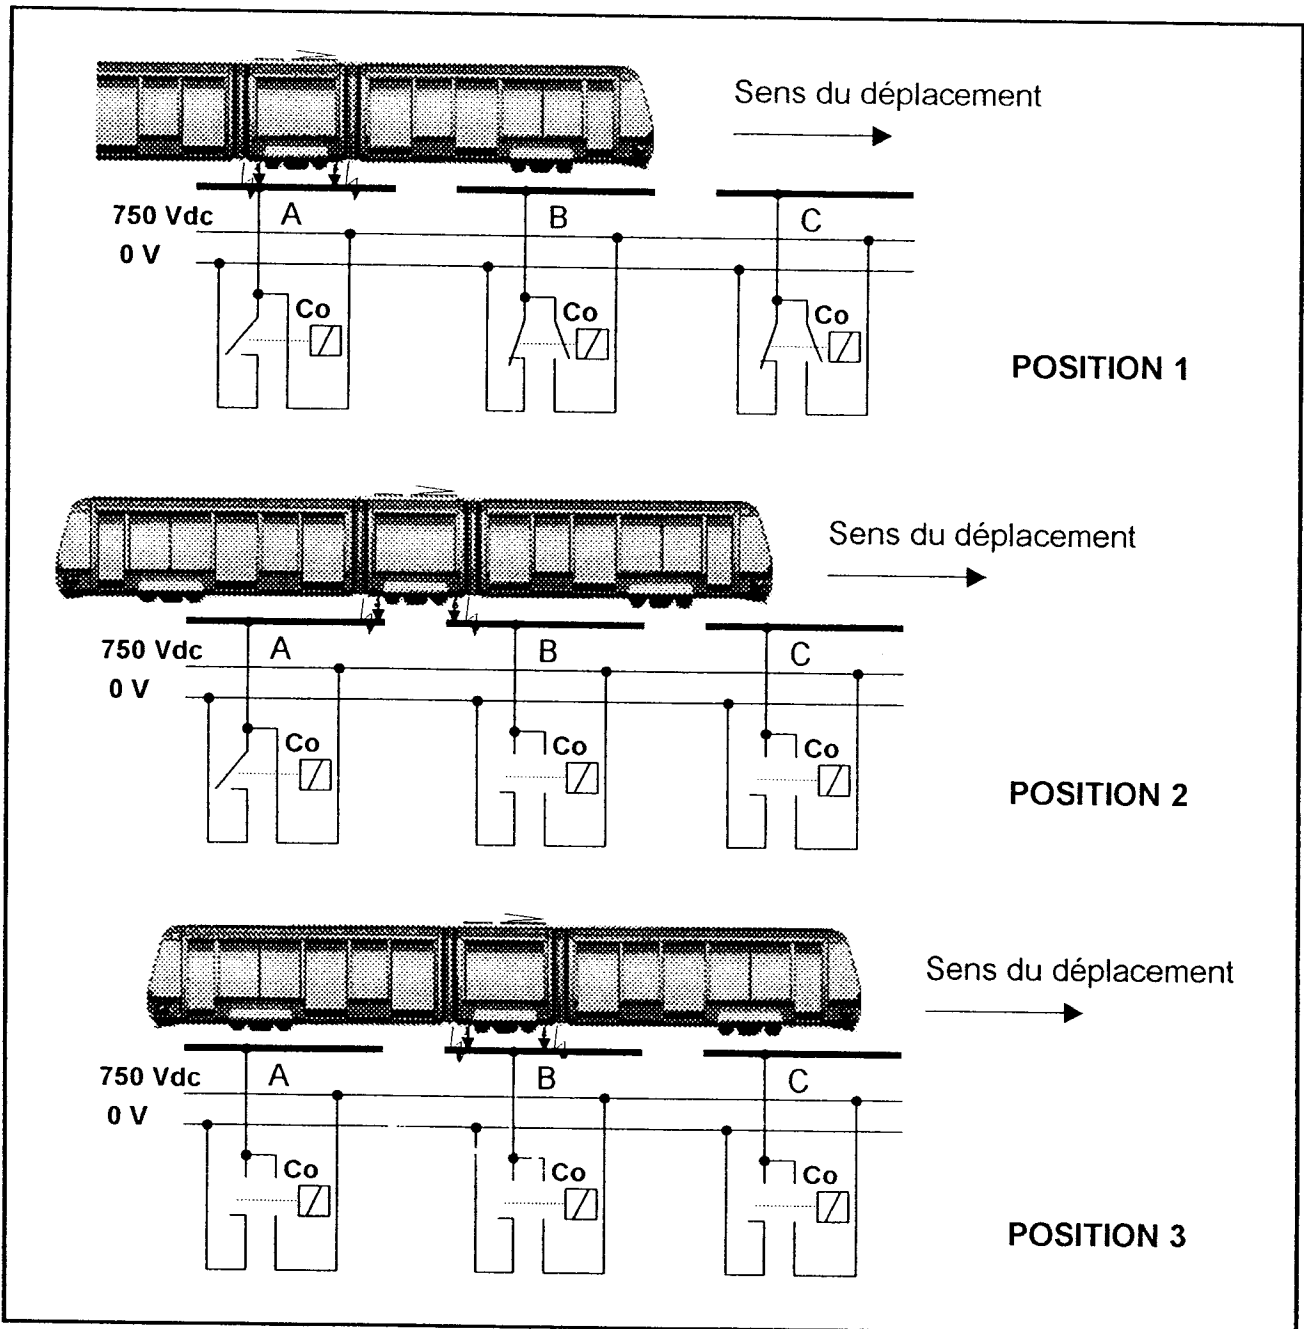 Sens du déplacement
A
B
C
750 Vdc
0 V
Co
Co
Co
POSITION 1
Sens du déplacement
A
B
C
750 Vdc
0 V
Co
Co
Co
POSITION 2
Sens du déplacement
A
B
C
750 Vdc
0 V
Co
Co
Co
POSITION 3